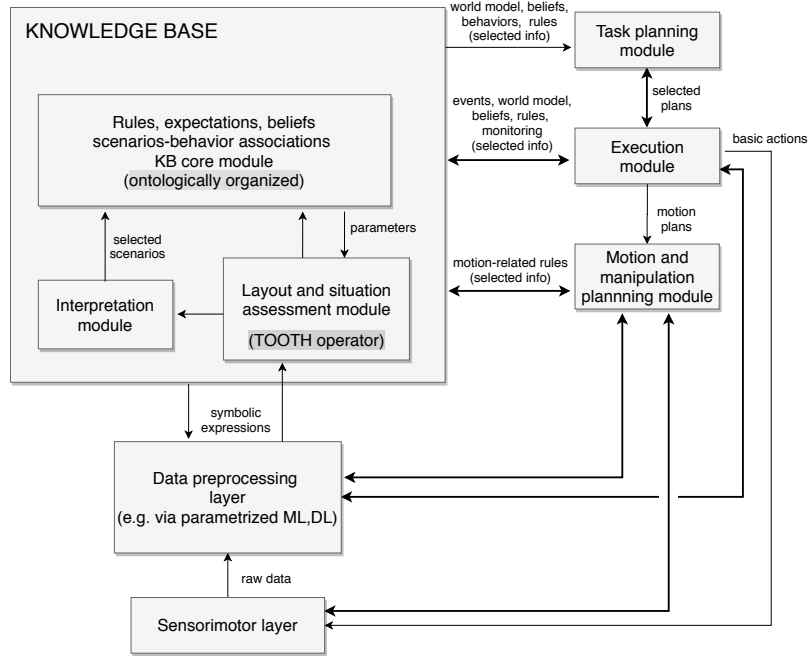 KNOWLEDGE BASE
world model, beliefs,
behaviors, rules
(selected info)
Task planning
module
selected
plans
Rules, expectations, beliefs
scenarios-behavior associations
KB core module
(ontologically organized)
events, world model,
beliefs, rules,
monitoring
(selected info)
Execution
module
basic actions
selected
scenarios
parameters
motion
plans
Interpretation
module
Layout and situation
assessment module
(TOOTH operator)
motion-related rules
(selected info)
Motion and
manipulation
plannning module
symbolic
expressions
Data preprocessing
layer
(e.g. via parametrized ML,DL)
raw data
Sensorimotor layer